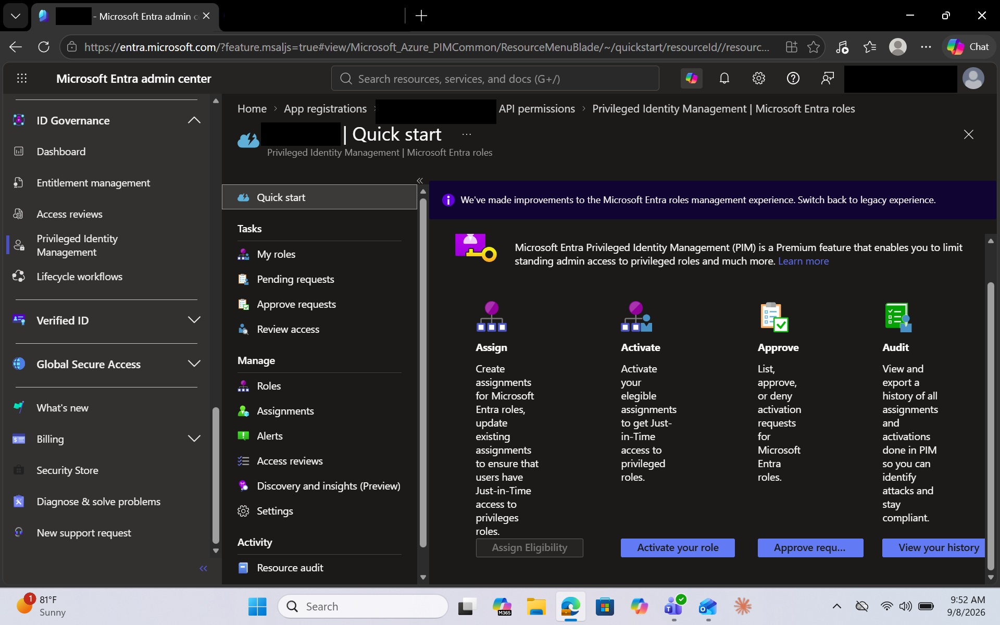 - Microsoft Entra admin c
https://entra.microsoft.com/?feature.msaljs=true#view/Microsoft_Azure_PIMCommon/ResourceMenuBlade/~/quickstart/resourceId//resourc...
Chat
Microsoft Entra admin center
Search resources, services, and docs (G+/)
ID Governance
Dashboard
Entitlement management
Access reviews
Privileged Identity
Management
Lifecycle workflows
Verified ID
Global Secure Access
What's new
Billing
Security Store
Diagnose & solve problems
New support request
Home > App registrations > API permissions > Privileged Identity Management | Microsoft Entra roles
| Quick start ...
Privileged Identity Management | Microsoft Entra roles
Quick start
Tasks
My roles
Pending requests
Approve requests
Review access
Manage
Roles
Assignments
Alerts
Access reviews
Discovery and insights (Preview)
Settings
Activity
Resource audit
We've made improvements to the Microsoft Entra roles management experience. Switch back to legacy experience.
Microsoft Entra Privileged Identity Management (PIM) is a Premium feature that enables you to limit
standing admin access to privileged roles and much more. Learn more
Assign
Create
assignments
for Microsoft
Entra roles,
update
existing
assignments
to ensure that
users have
Just-in-Time
access to
privileges
roles.
Assign Eligibility
Activate
Activate
your
elegible
assignments
to get Just-
in-Time
access to
privileged
roles.
Activate your role
Approve
List,
approve,
or deny
activation
requests
for
Microsoft
Entra
roles.
Approve requ...
Audit
View and
export a
history of all
assignments
and
activations
done in PIM
so you can
identify
attacks and
stay
compliant.
View your history
1
81°F
Sunny
Search
M365
9:52 AM
9/8/2026